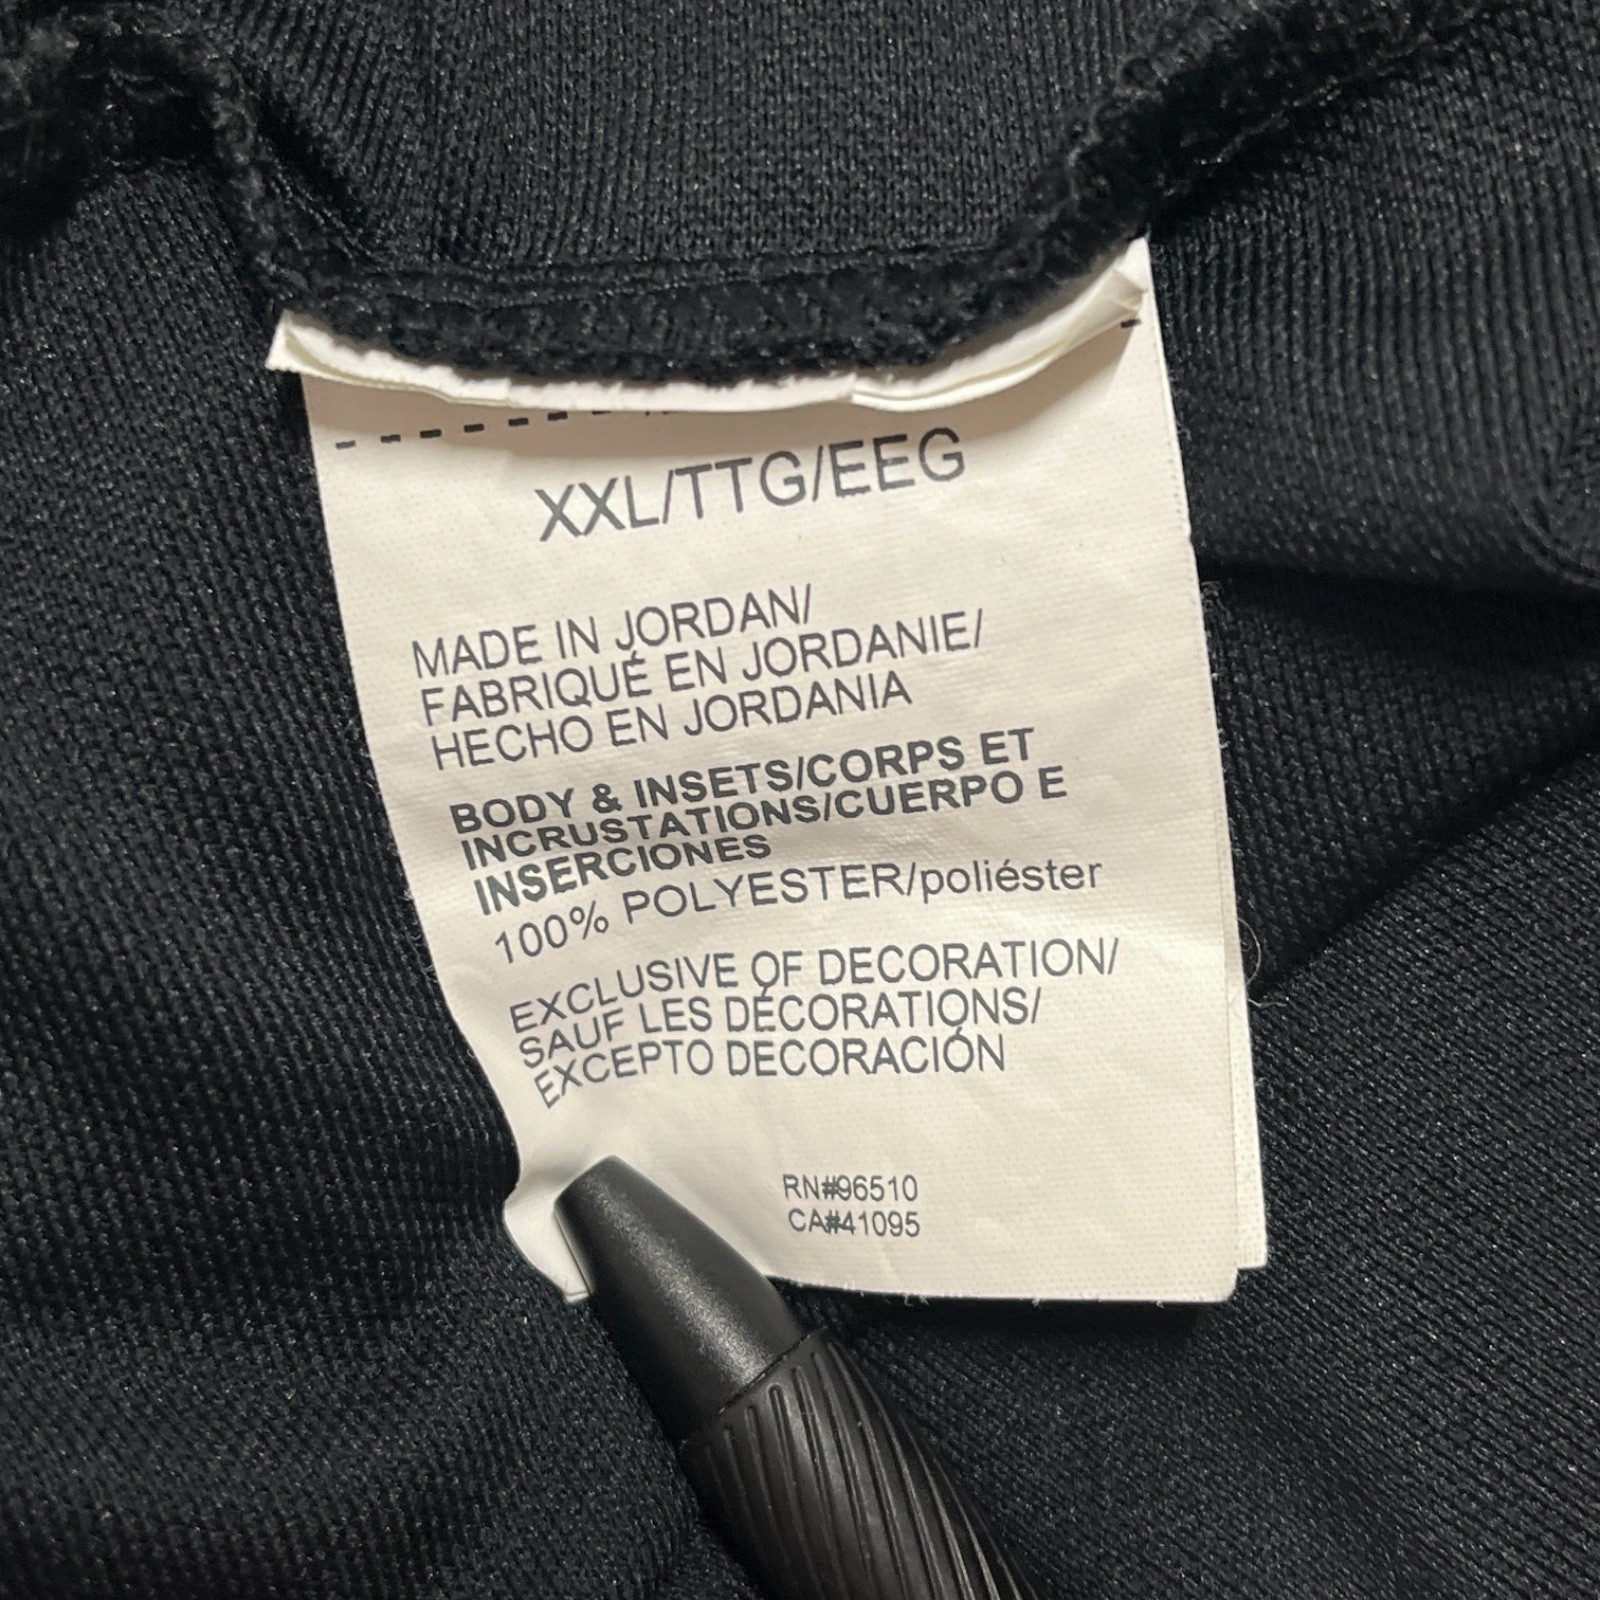 XXL/TTG/EEG
MADE IN JORDAN/
FABRIQUÉ EN JORDANIE/
HECHO EN JORDANIA
BODY & INSETS/CORPS ET
INCRUSTATIONS/CUERPO E
INSERCIONES
100% POLYESTER/poliéster
EXCLUSIVE OF DECORATION/
SAUF LES DÉCORATIONS/
EXCEPTO DECORACIÓN
RN#96510
CA#41095